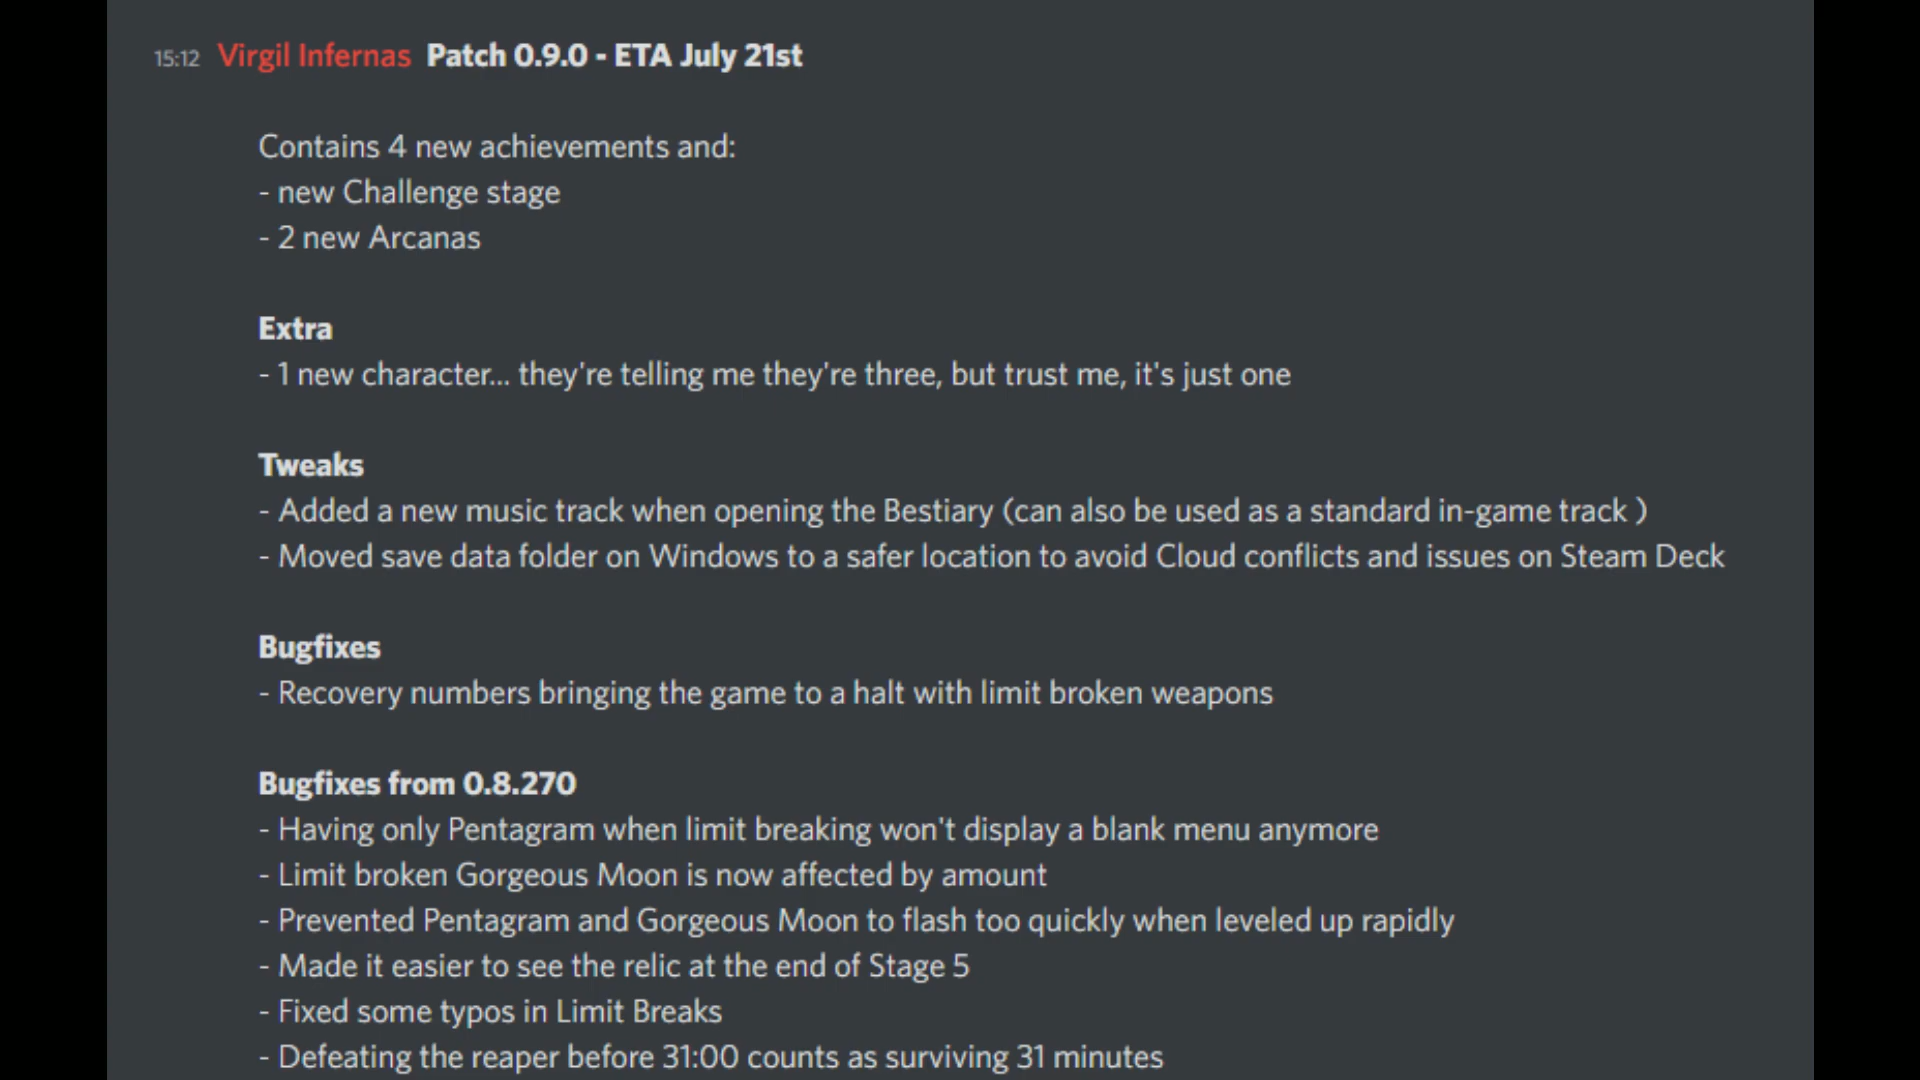 15:12 Virgil Infernas Patch 0.9.0 - ETA July 21st
Contains 4 new achievements and:
- new Challenge stage
- 2 new Arcanas
Extra
- 1 new character... they're telling me they're three, but trust me, it's just one
Tweaks
- Added a new music track when opening the Bestiary (can also be used as a standard in-game track )
- Moved save data folder on Windows to a safer location to avoid Cloud conflicts and issues on Steam Deck
Bugfixes
- Recovery numbers bringing the game to a halt with limit broken weapons
Bugfixes from 0.8.270
- Having only Pentagram when limit breaking won't display a blank menu anymore
- Limit broken Gorgeous Moon is now affected by amount
- Prevented Pentagram and Gorgeous Moon to flash too quickly when leveled up rapidly
- Made it easier to see the relic at the end of Stage 5
- Fixed some typos in Limit Breaks
- Defeating the reaper before 31:00 counts as surviving 31 minutes